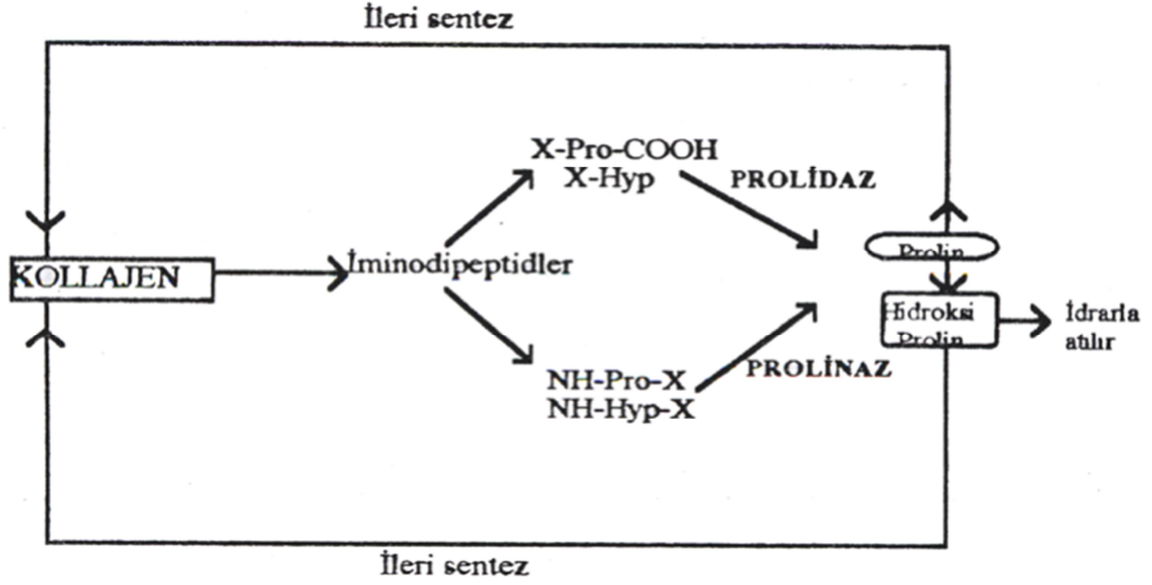 İleri sentez
X-Pro-COOH
X-Hyp
PROLİDAZ
Prolin
KOLLAJEN
İminodipeptidler
Hidroksi
Prolin
İdrarla
atılır
PROLİNAZ
NH-Pro-X
NH-Hyp-X
İleri sentez